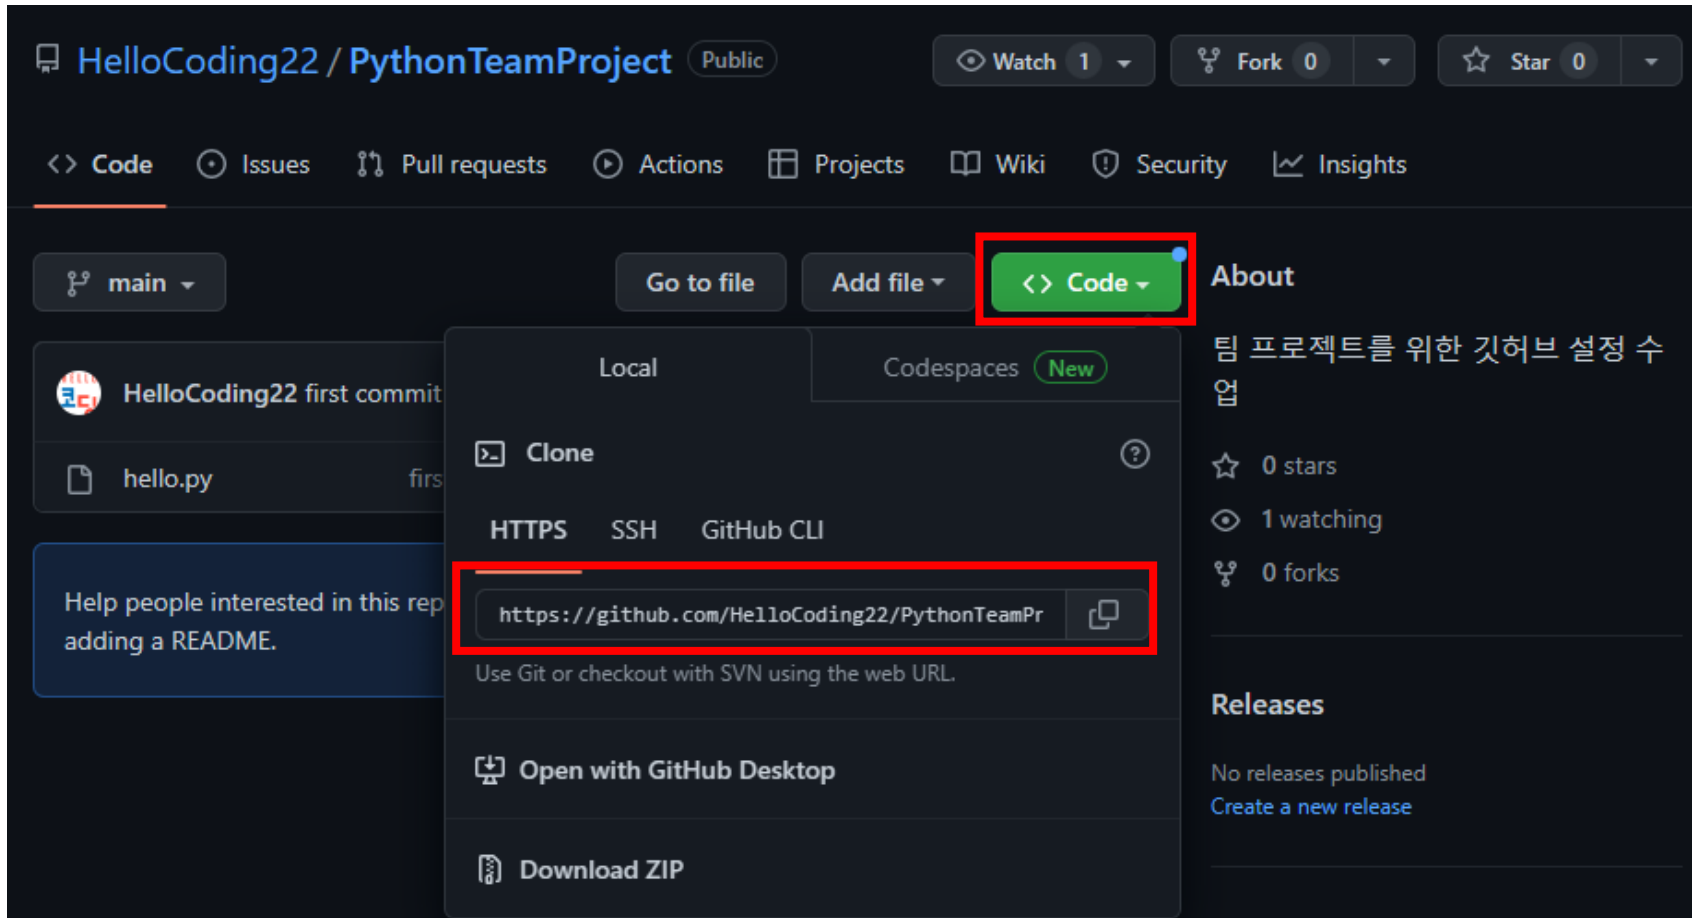 HelloCoding22 / PythonTeamProject Public
Watch 1
Fork 0
Star 0
Code
Issues
Pull requests
Actions
Projects
Wiki
Security
Insights
main
Go to file
Add file
Code
HelloCoding22 first commit
hello.py
firs
Help people interested in this rep
adding a README.
Local
Codespaces New
Clone
HTTPS
SSH
GitHub CLI
https://github.com/HelloCoding22/PythonTeamPr
Use Git or checkout with SVN using the web URL.
Open with GitHub Desktop
Download ZIP
About
팀 프로젝트를 위한 깃허브 설정 수
업
0 stars
1 watching
0 forks
Releases
No releases published
Create a new release